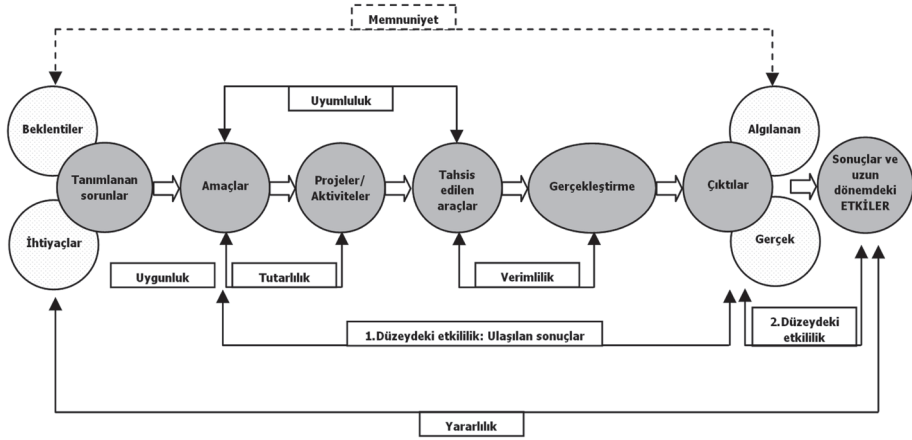 Memnuniyet
Uyumluluk
Beklentiler
Algılanan
Tanımlanan
sorunlar
Amaçlar
Projeler/
Aktiviteler
Tahsis
edilen
araçlar
Gerçekleştirme
Çıktılar
Sonuçlar ve
uzun
dönemdeki
ETKİLER
İhtiyaçlar
Gerçek
Uygunluk
Tutarlılık
Verimlilik
1.Düzeydeki etkililik: Ulaşılan sonuçlar
2.Düzeydeki
etkililik
Yararlılık